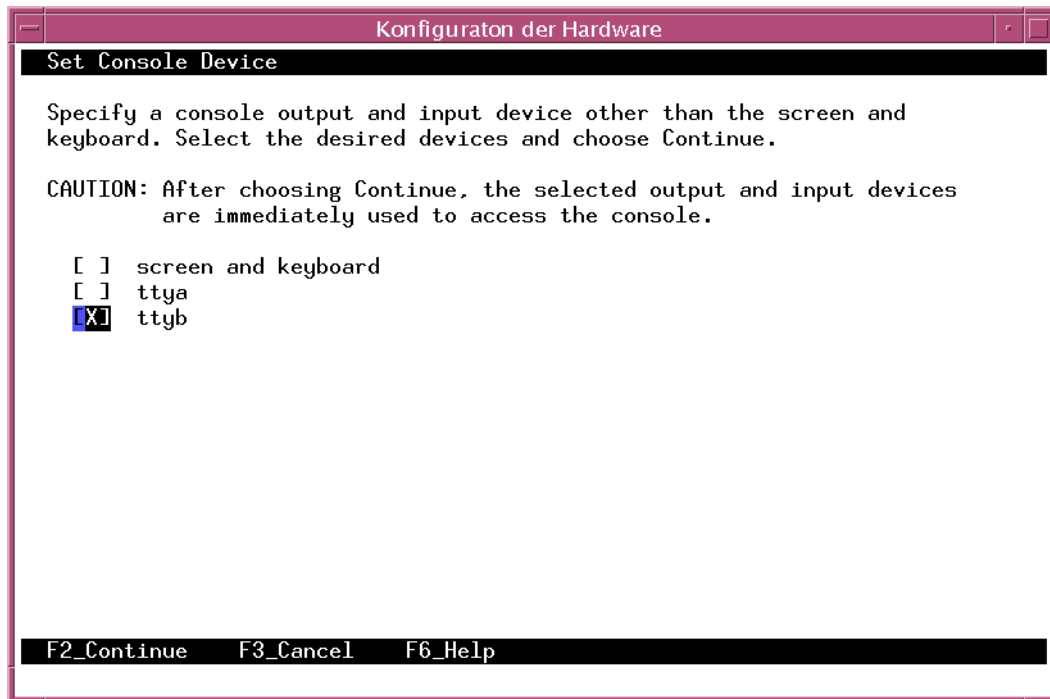 Konfiguraton der Hardware
Set Console Device
Specify a console output and input device other than the screen and
keyboard. Select the desired devices and choose Continue.
CAUTION: After choosing Continue, the selected output and input devices
are immediately used to access the console.
[ ] screen and keyboard
[ ] ttya
[X] ttyb
F2_Continue F3_Cancel F6_Help